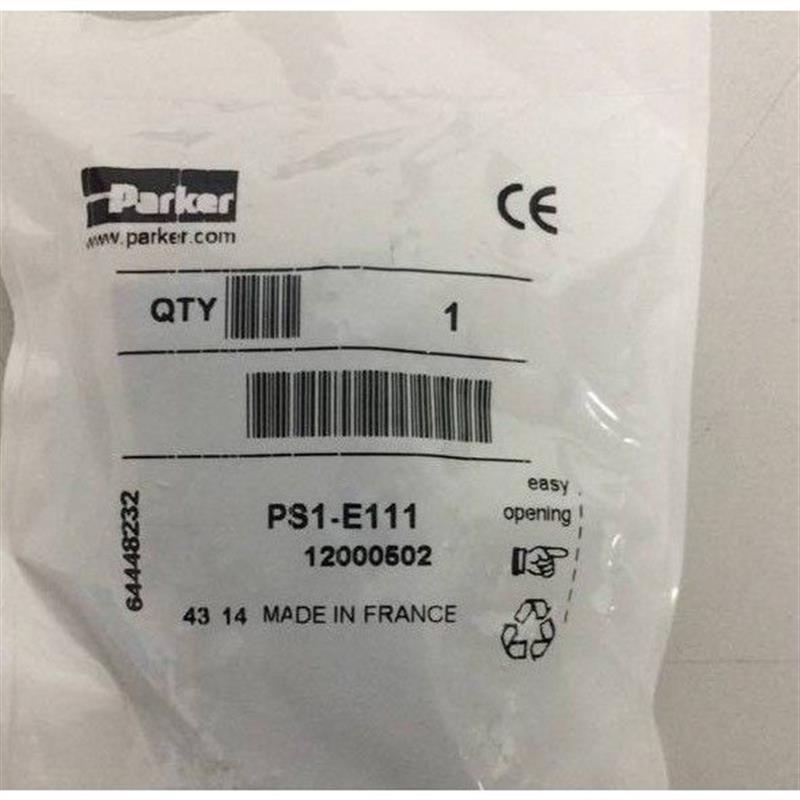 Parker
www.parker.com
CE
QTY 1
easy
opening
PS1-E111
12000502
64448232
43 14 MADE IN FRANCE